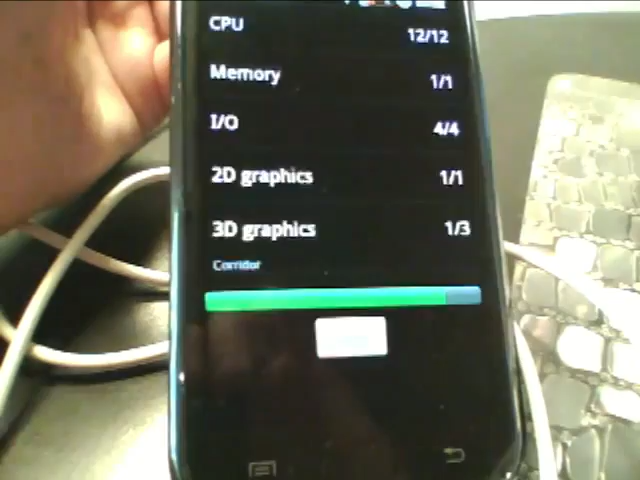 CPU 12/12
Memory 1/1
I/O 4/4
2D graphics 1/1
3D graphics 1/3
Corridor